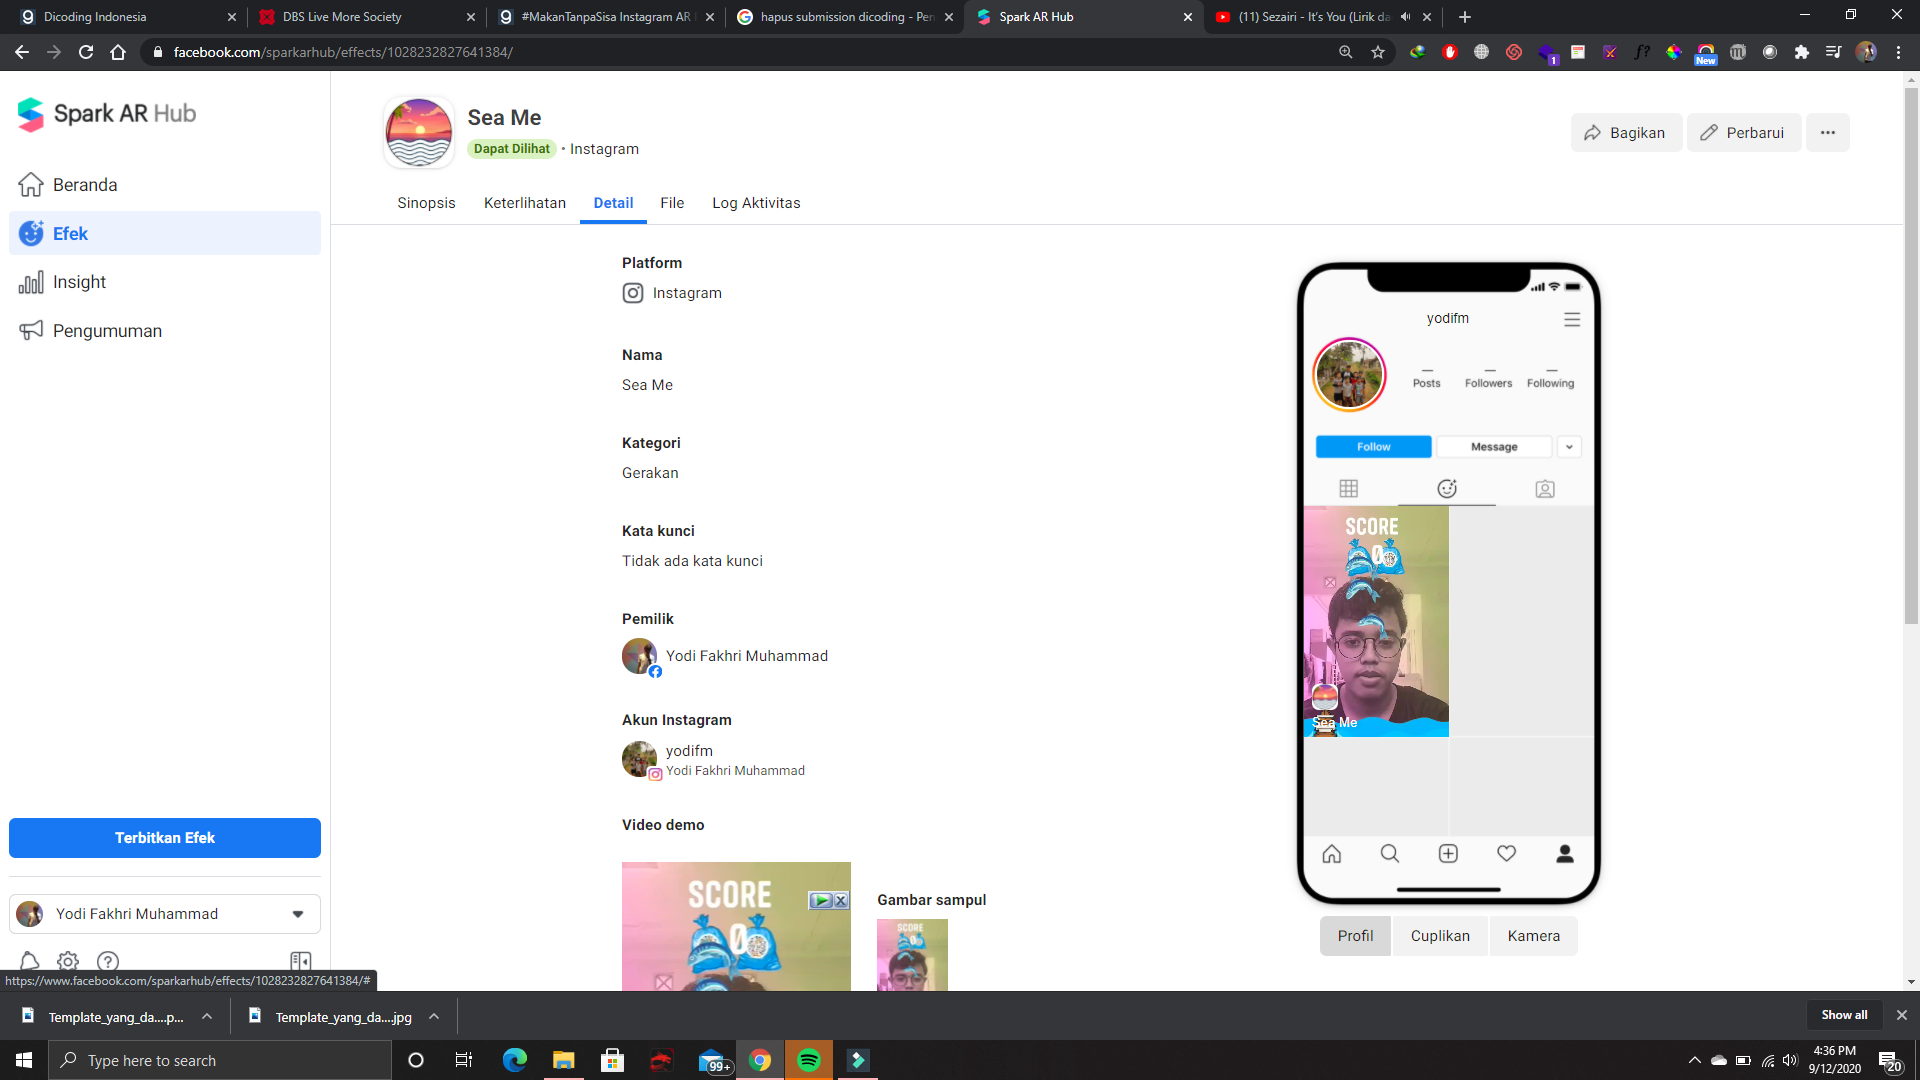 Dicoding Indonesia
DBS Live More Society
#MakanTanpaSisa Instagram AR
hapus submission dicoding - Pen
Spark AR Hub
(11) Sezairi - It's You (Lirik da
facebook.com/sparkarhub/effects/1028232827641384/
1
New
Spark AR Hub
Beranda
Efek
Insight
Pengumuman
Sea Me
Dapat Dilihat · Instagram
Bagikan
Perbarui
Sinopsis
Keterlihatan
Detail
File
Log Aktivitas
Platform
Instagram
Nama
Sea Me
Kategori
Gerakan
Kata kunci
Tidak ada kata kunci
Pemilik
Yodi Fakhri Muhammad
Akun Instagram
yodifm
Yodi Fakhri Muhammad
Video demo
SCORE
0
Gambar sampul
SCORE
yodifm
Posts
Followers
Following
Follow
Message
SCORE
0
Sea Me
Profil
Cuplikan
Kamera
Terbitkan Efek
Yodi Fakhri Muhammad
https://www.facebook.com/sparkarhub/effects/1028232827641384/#
Template_yang_da....p...
Template_yang_da....jpg
Show all
Type here to search
99+
4:36 PM
9/12/2020
20